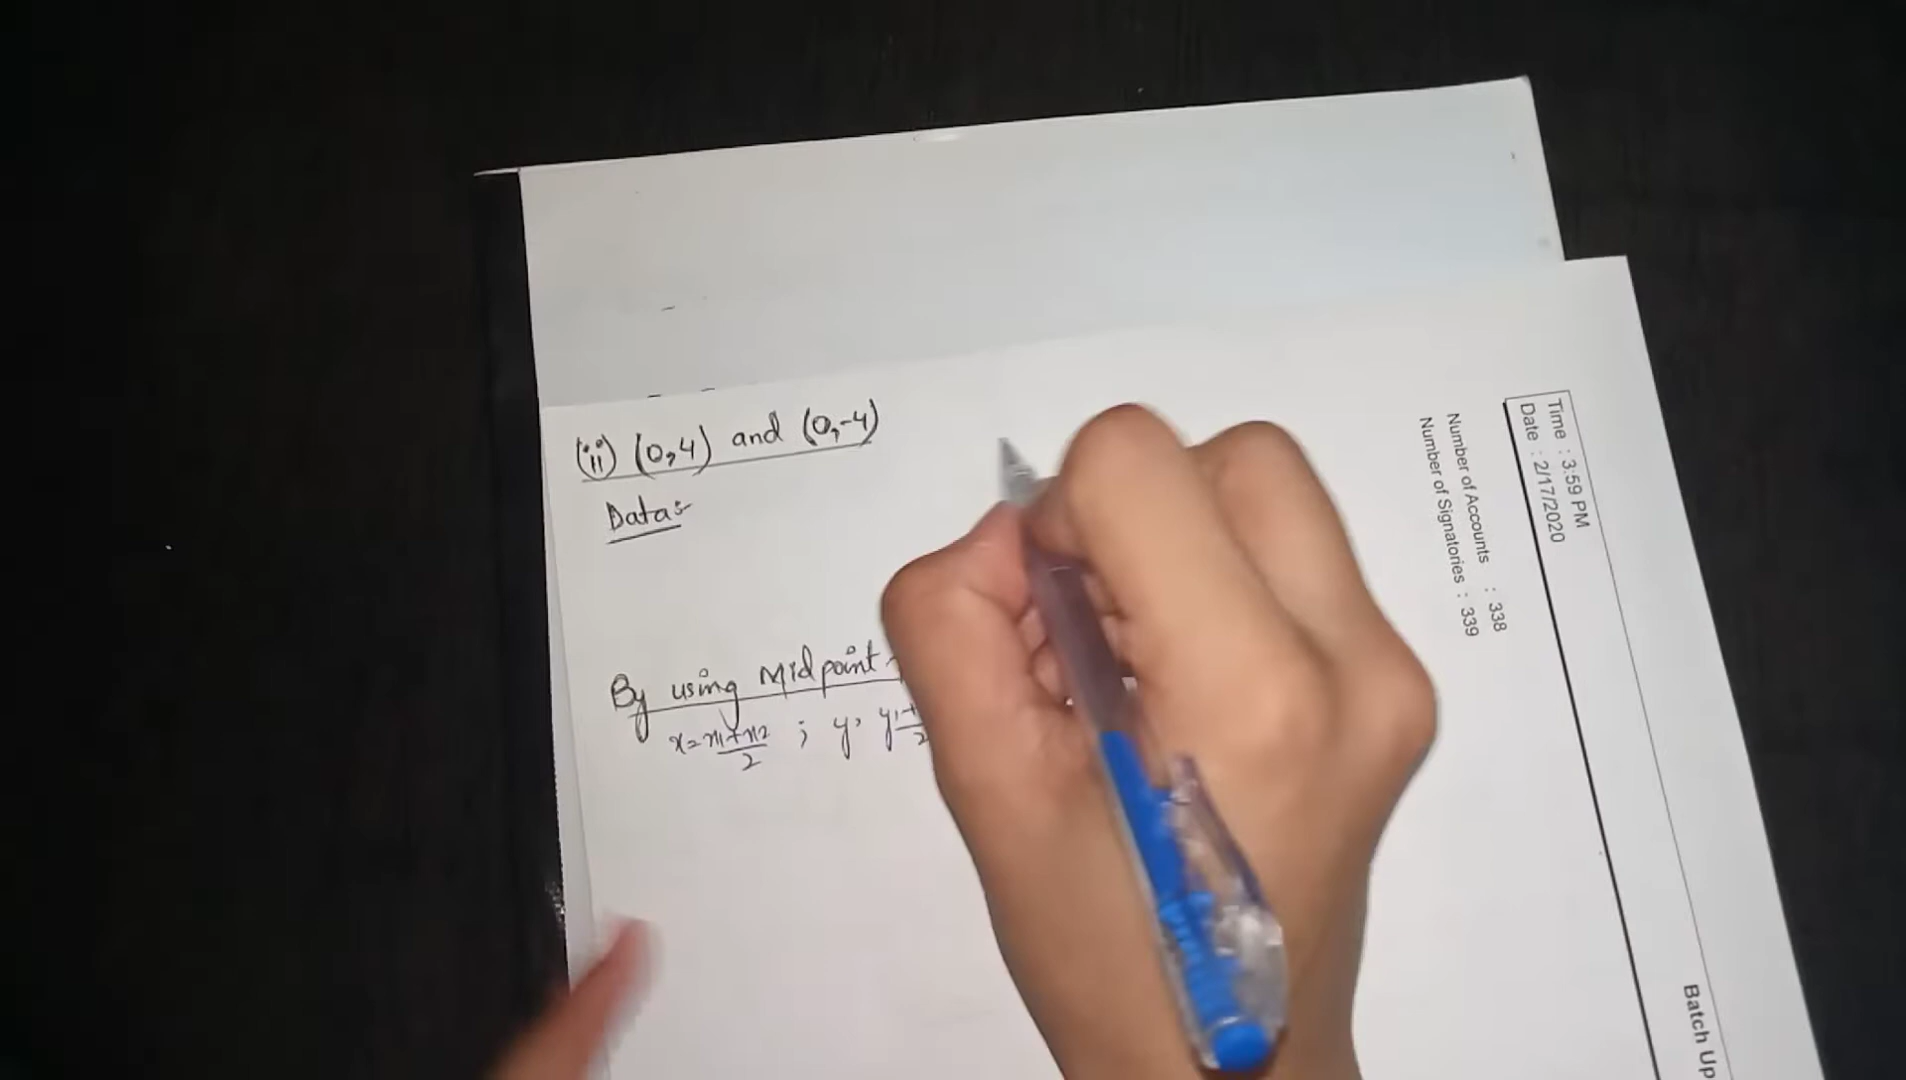 (ii) (0,4) and (0,-4)
Data:-
By using Midpoint
x = x1+x2/2 ; y = y1+
Time : 3:59 PM
Date : 2/17/2020
Number of Accounts : 338
Number of Signatories : 339
Batch Up